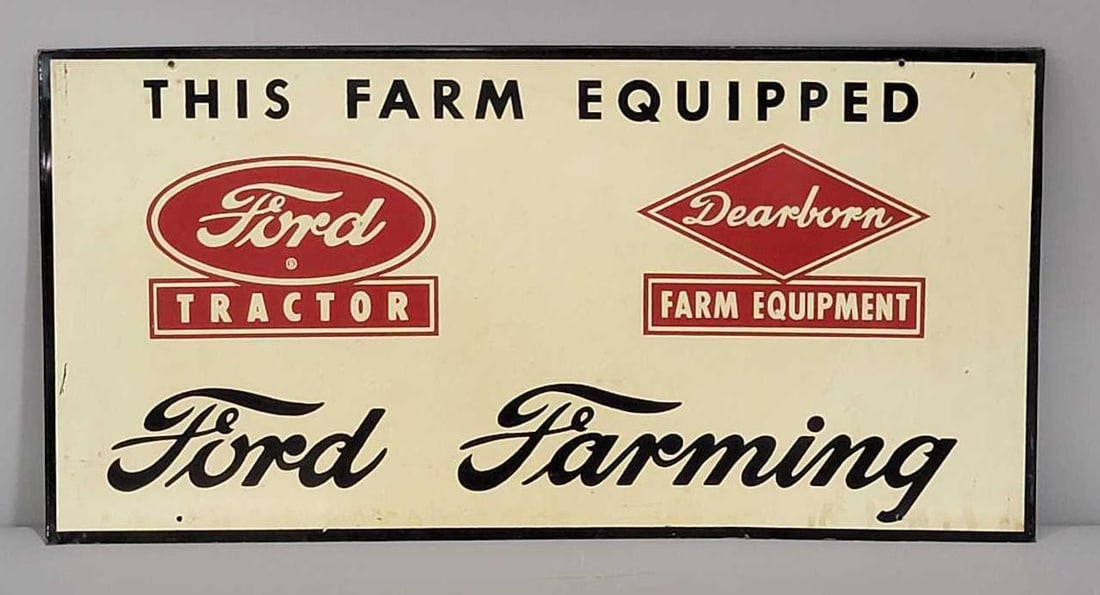 THIS FARM EQUIPPED
Ford
®
TRACTOR
Dearborn
FARM EQUIPMENT
Ford Farming